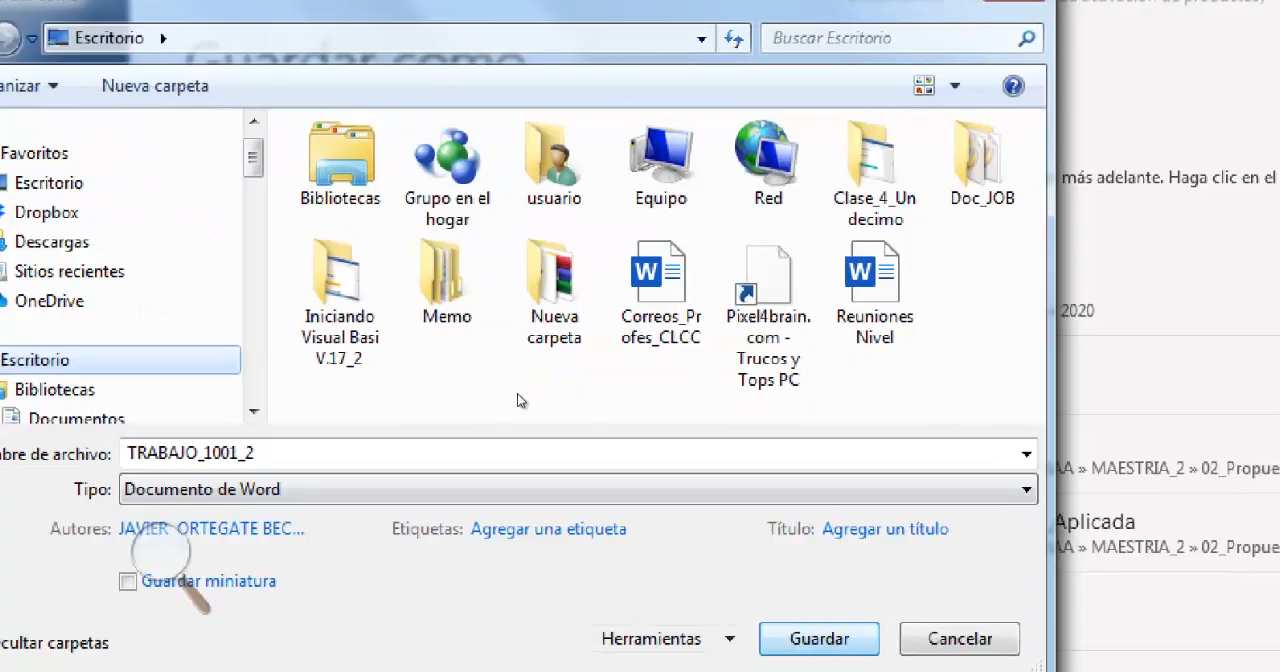 Escritorio
Buscar Escritorio
Guardar como
anizar
Nueva carpeta
Favoritos
Escritorio
Dropbox
Descargas
Sitios recientes
OneDrive
Escritorio
Bibliotecas
Documentos
Bibliotecas
Grupo en el
hogar
usuario
Equipo
Red
Clase_4_Un
decimo
Doc_JOB
Iniciando
Visual Basi
V.17_2
Memo
Nueva
carpeta
Correos_Pr
ofes_CLCC
Pixel4brain.
com -
Trucos y
Tops PC
Reuniones
Nivel
bre de archivo: TRABAJO_1001_2
Tipo: Documento de Word
Autores: JAVIER ORTEGATE BEC...
Etiquetas: Agregar una etiqueta
Título: Agregar un título
Guardar miniatura
cultar carpetas
Herramientas
Guardar
Cancelar
más adelante. Haga clic en el
2020
AA » MAESTRIA_2 » 02_Propue
Aplicada
AA » MAESTRIA_2 » 02_Propue